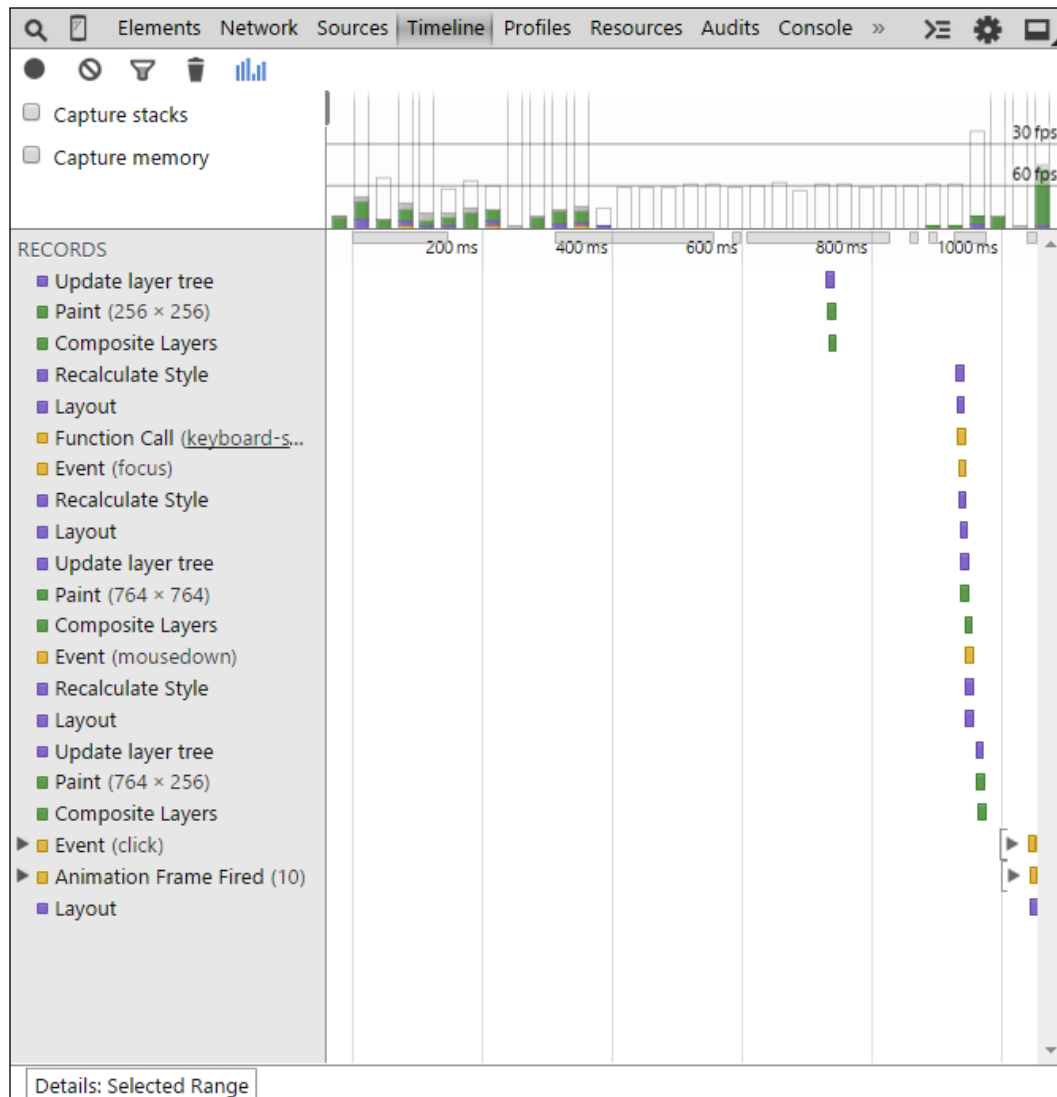 Elements Network Sources Timeline Profiles Resources Audits Console »
Capture stacks
Capture memory
30 fps
60 fps
RECORDS
200 ms 400 ms 600 ms 800 ms 1000 ms
Update layer tree
Paint (256 × 256)
Composite Layers
Recalculate Style
Layout
Function Call (keyboard-s...
Event (focus)
Recalculate Style
Layout
Update layer tree
Paint (764 × 764)
Composite Layers
Event (mousedown)
Recalculate Style
Layout
Update layer tree
Paint (764 × 256)
Composite Layers
Event (click)
Animation Frame Fired (10)
Layout
Details: Selected Range